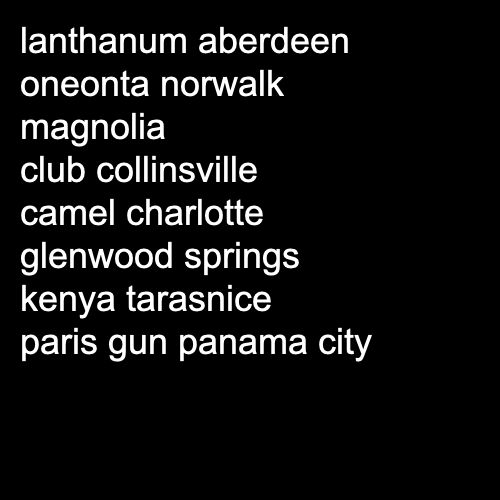 lanthanum aberdeen
oneonta norwalk
magnolia
club collinsville
camel charlotte
glenwood springs
kenya tarasnice
paris gun panama city